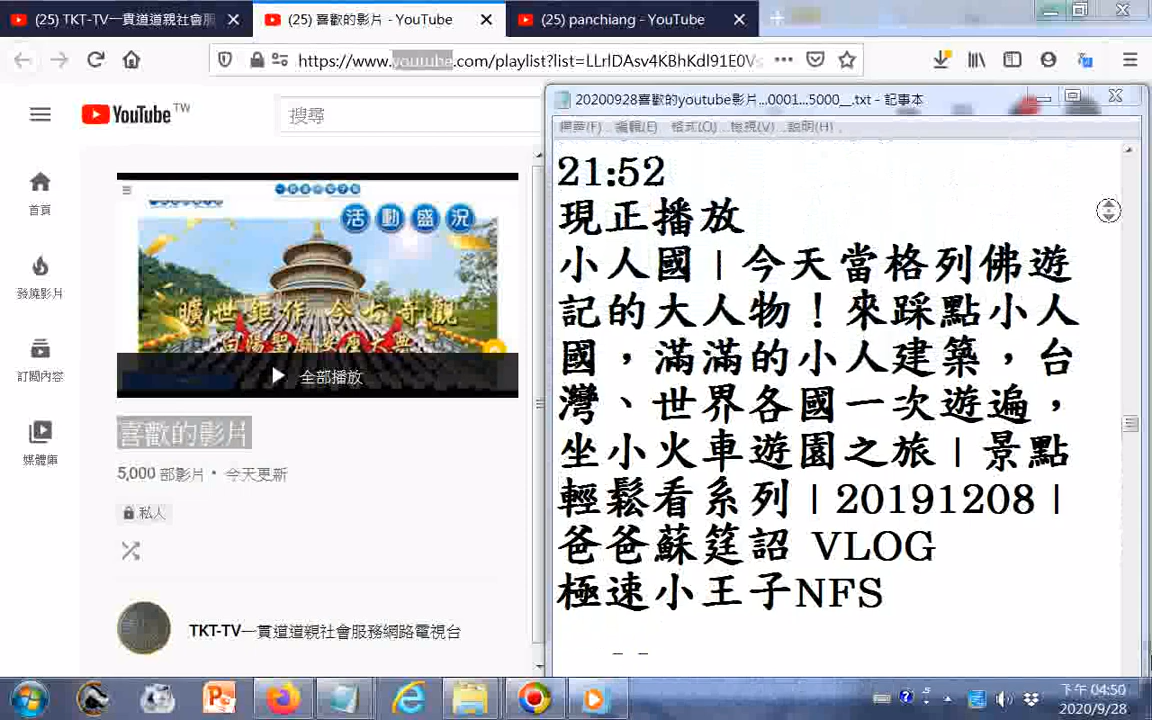 (25) TKT-TV一貫道道親社會服
(25) 喜歡的影片 - YouTube
(25) panchiang - YouTube
https://www.youtube.com/playlist?list=LLrlDAsv4KBhKdl91E0Vs
YouTube TW
搜尋
首頁
發燒影片
訂閱內容
媒體庫
活動盛況
曠世鉅作 今古奇觀
全部播放
喜歡的影片
5,000 部影片・ 今天更新
私人
TKT-TV一貫道道親社會服務網路電視台
20200928喜歡的youtube影片...0001...5000__.txt - 記事本
檔案(F) 編輯(E) 格式(O) 檢視(V) 說明(H)
21:52
現正播放
小人國 | 今天當格列佛遊
記的大人物！來踩點小人
國，滿滿的小人建築，台
灣、世界各國一次遊遍，
坐小火車遊園之旅 | 景點
輕鬆看系列 | 20191208 |
爸爸蘇筳詔 VLOG
極速小王子NFS
下午 04:50
2020/9/28